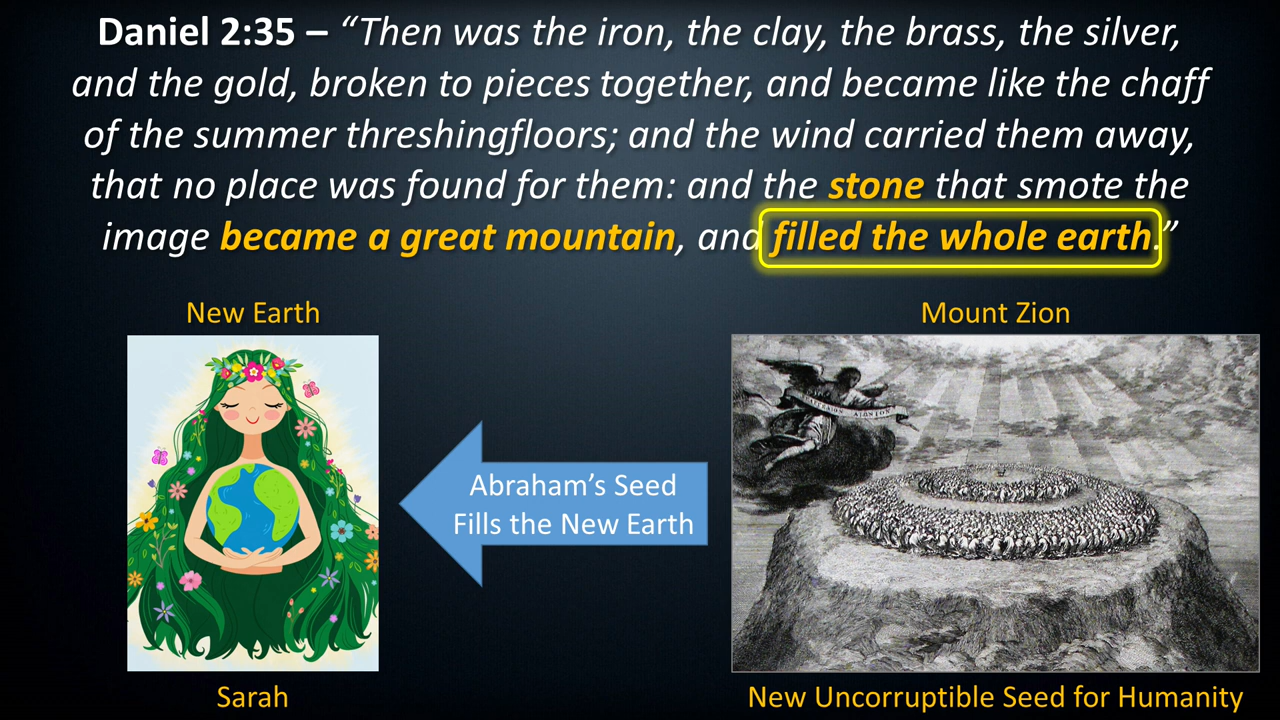 Daniel 2:35 – “Then was the iron, the clay, the brass, the silver,
and the gold, broken to pieces together, and became like the chaff
of the summer threshingfloors; and the wind carried them away,
that no place was found for them: and the stone that smote the
image became a great mountain, and filled the whole earth.”
New Earth
Mount Zion
Abraham’s Seed
Fills the New Earth
Sarah
New Uncorruptible Seed for Humanity